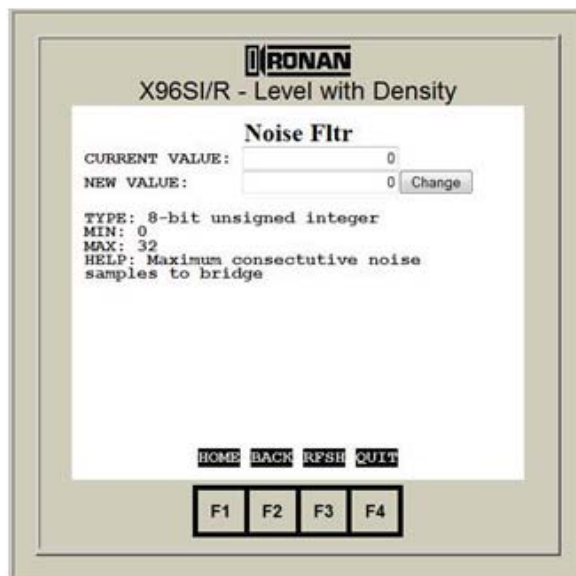 RONAN
X96SI/R - Level with Density
Noise Fltr
CURRENT VALUE: 0
NEW VALUE: 0 Change
TYPE: 8-bit unsigned integer
MIN: 0
MAX: 32
HELP: Maximum consectutive noise
samples to bridge
HOME BACK RFSH QUIT
F1 F2 F3 F4